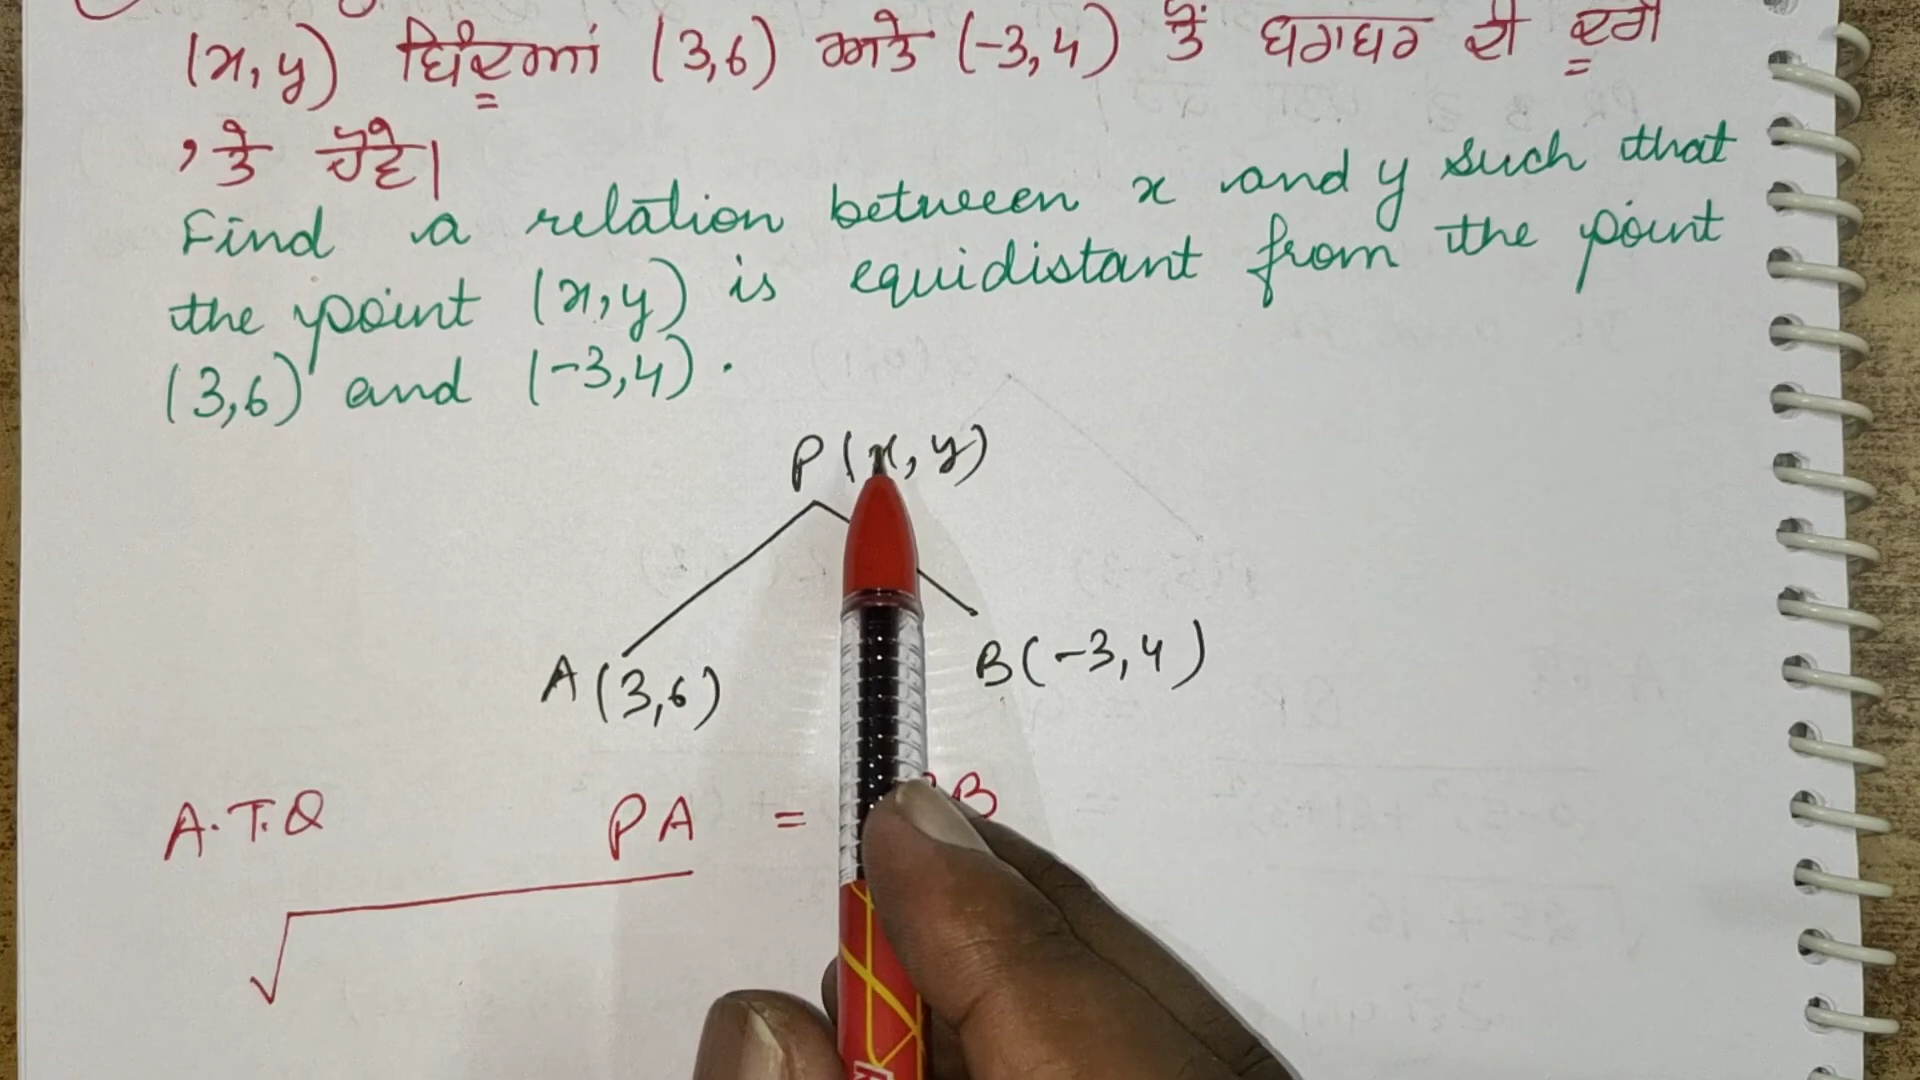 (x, y) ਬਿੰਦੂਆਂ (3,6) ਅਤੇ (-3,4) ਤੋਂ ਬਰਾਬਰ ਦੀ ਦੂਰੀ
'ਤੇ ਹੋਵੇ।
Find a relation between x and y such that
the point (x, y) is equidistant from the point
(3,6) and (-3,4).
P(x, y)
A(3,6) B(-3,4)
A.T.Q PA = B
√